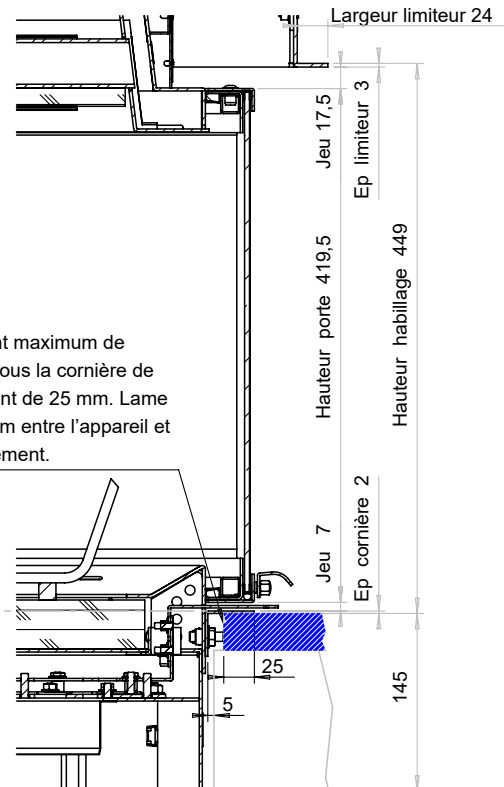 Largeur limiteur 24
Jeu 17,5
Ep limiteur 3
Hauteur porte 419,5
Hauteur habillage 449
maximum de
ous la cornière de
nt de 25 mm. Lame
entre l'appareil et
Jeu 7
Ep cornière 2
25
5
145